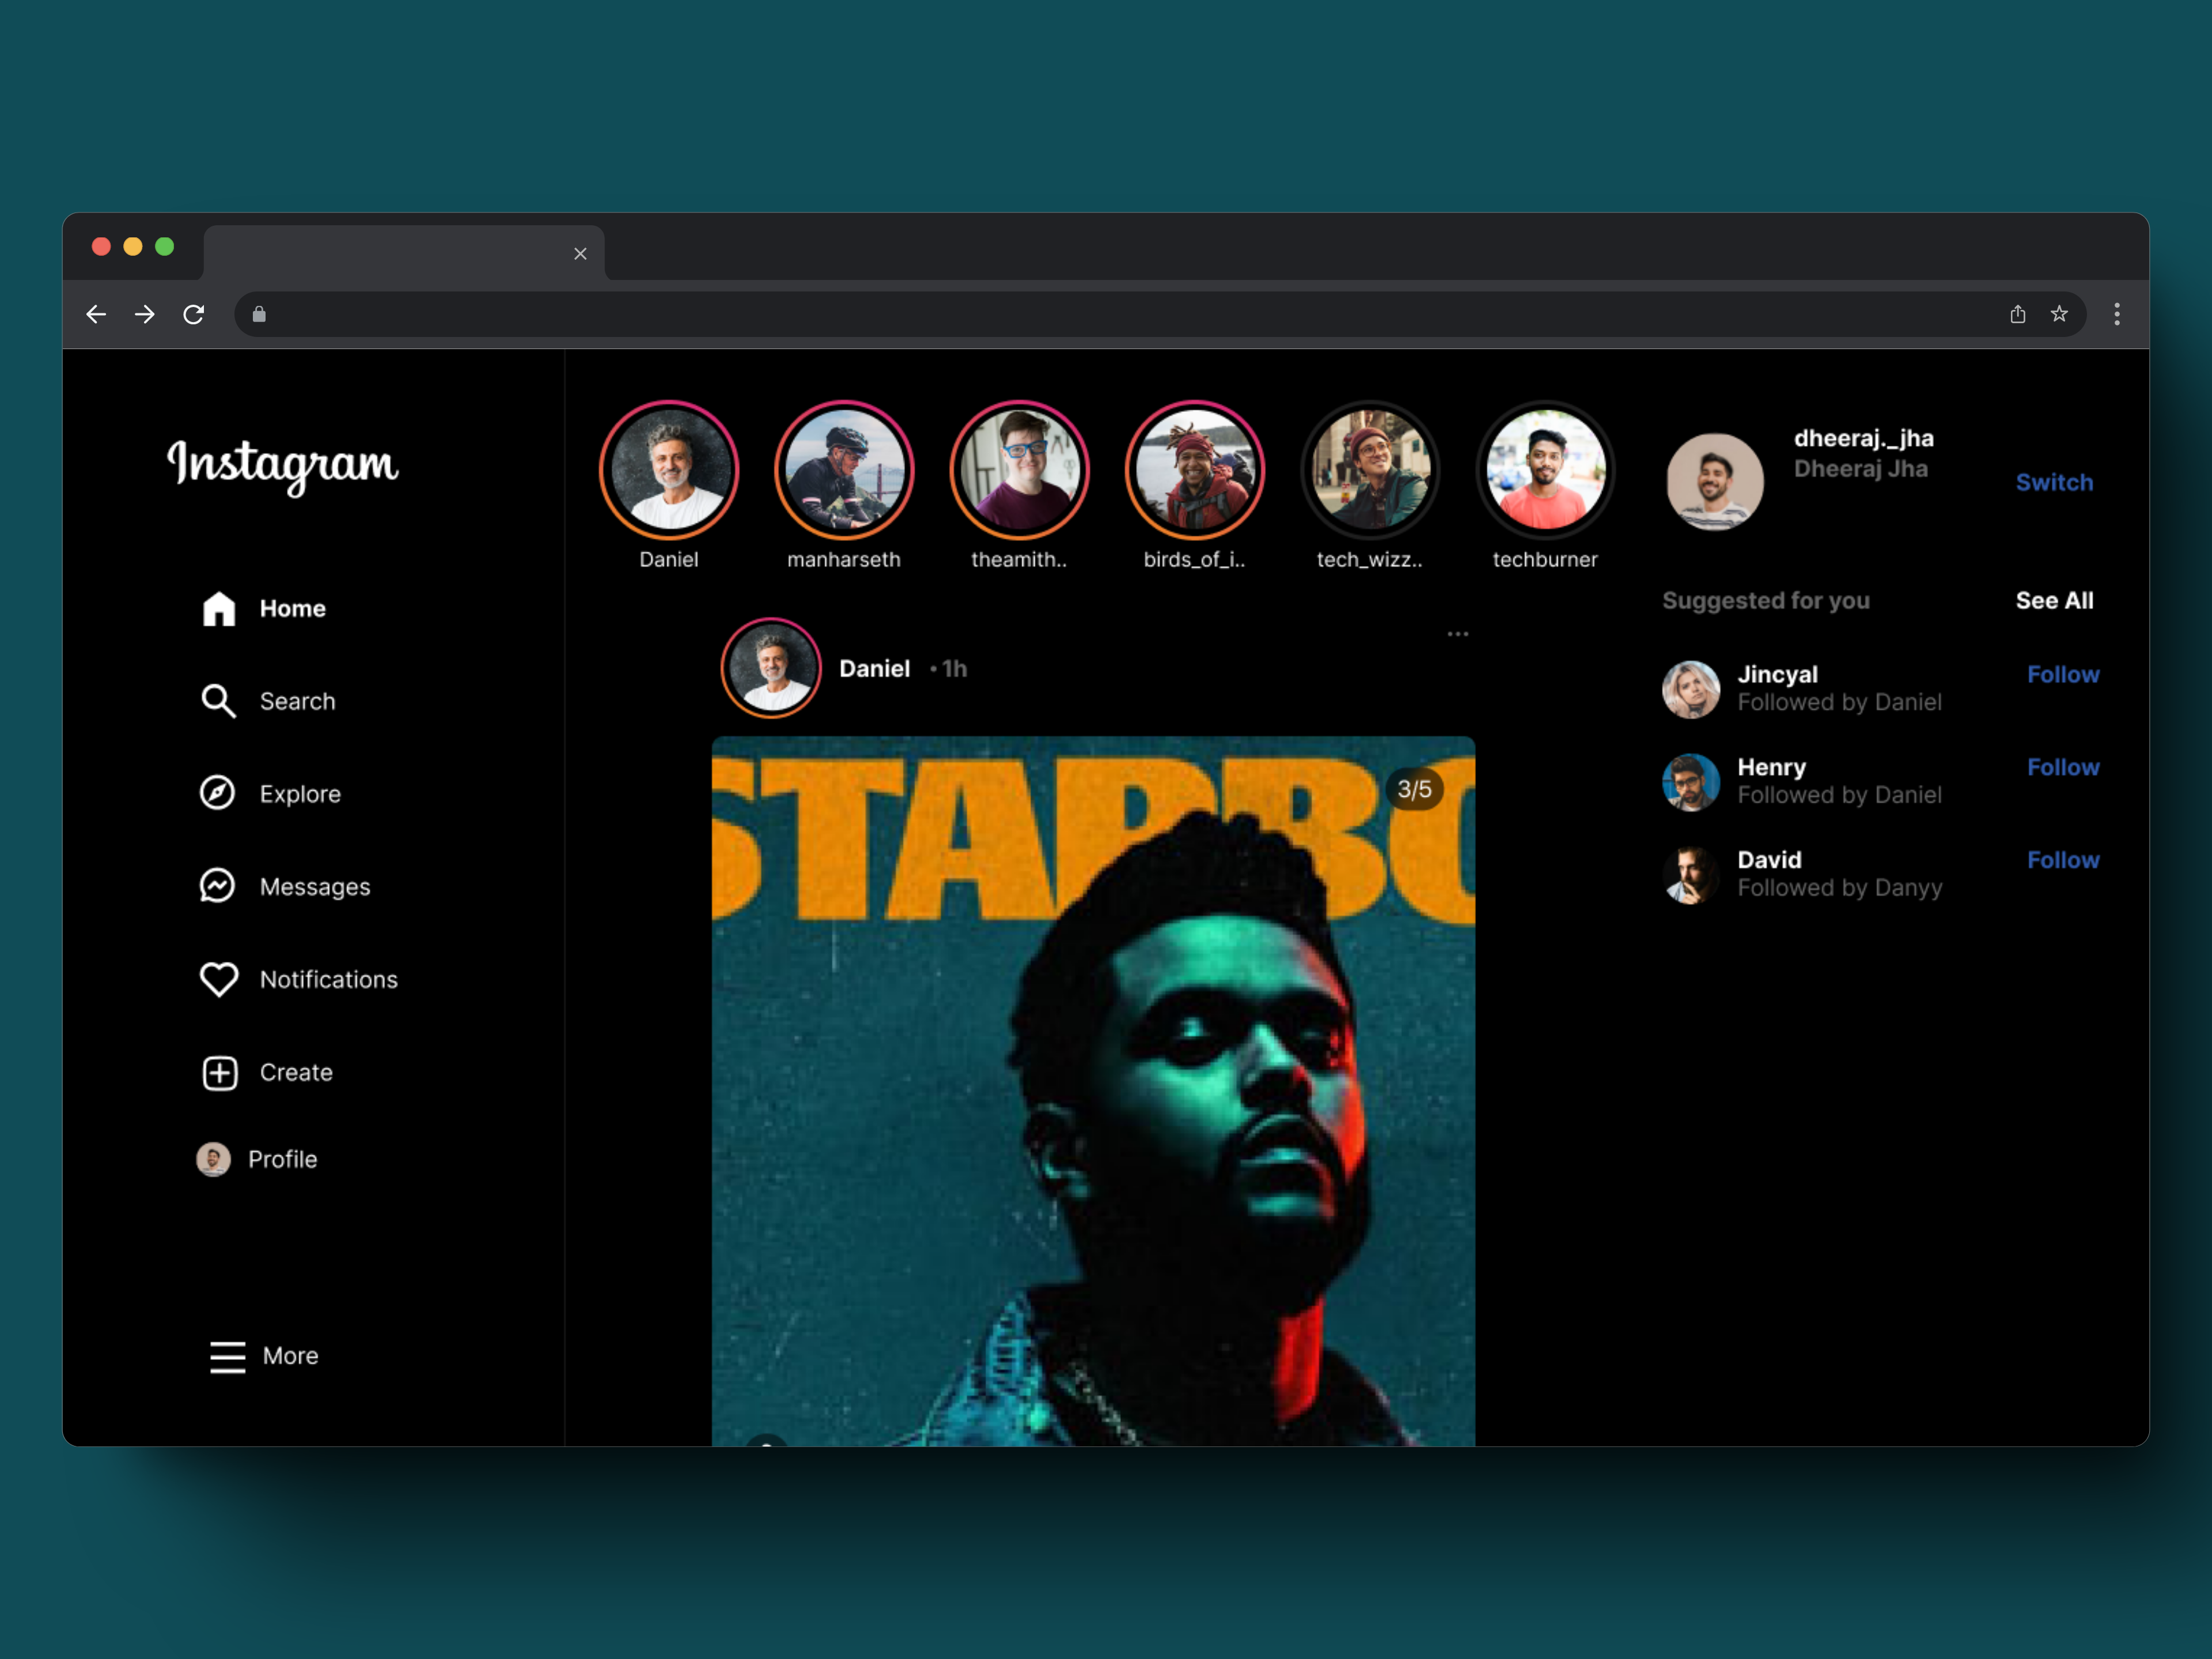 Instagram
Home
Search
Explore
Messages
Notifications
Create
Profile
More
Daniel
manharseth
theamith..
birds_of_i..
tech_wizz..
techburner
Daniel • 1h
...
STARBO
3/5
dheeraj._jha
Dheeraj Jha
Switch
Suggested for you
See All
Jincyal
Followed by Daniel
Follow
Henry
Followed by Daniel
Follow
David
Followed by Danyy
Follow